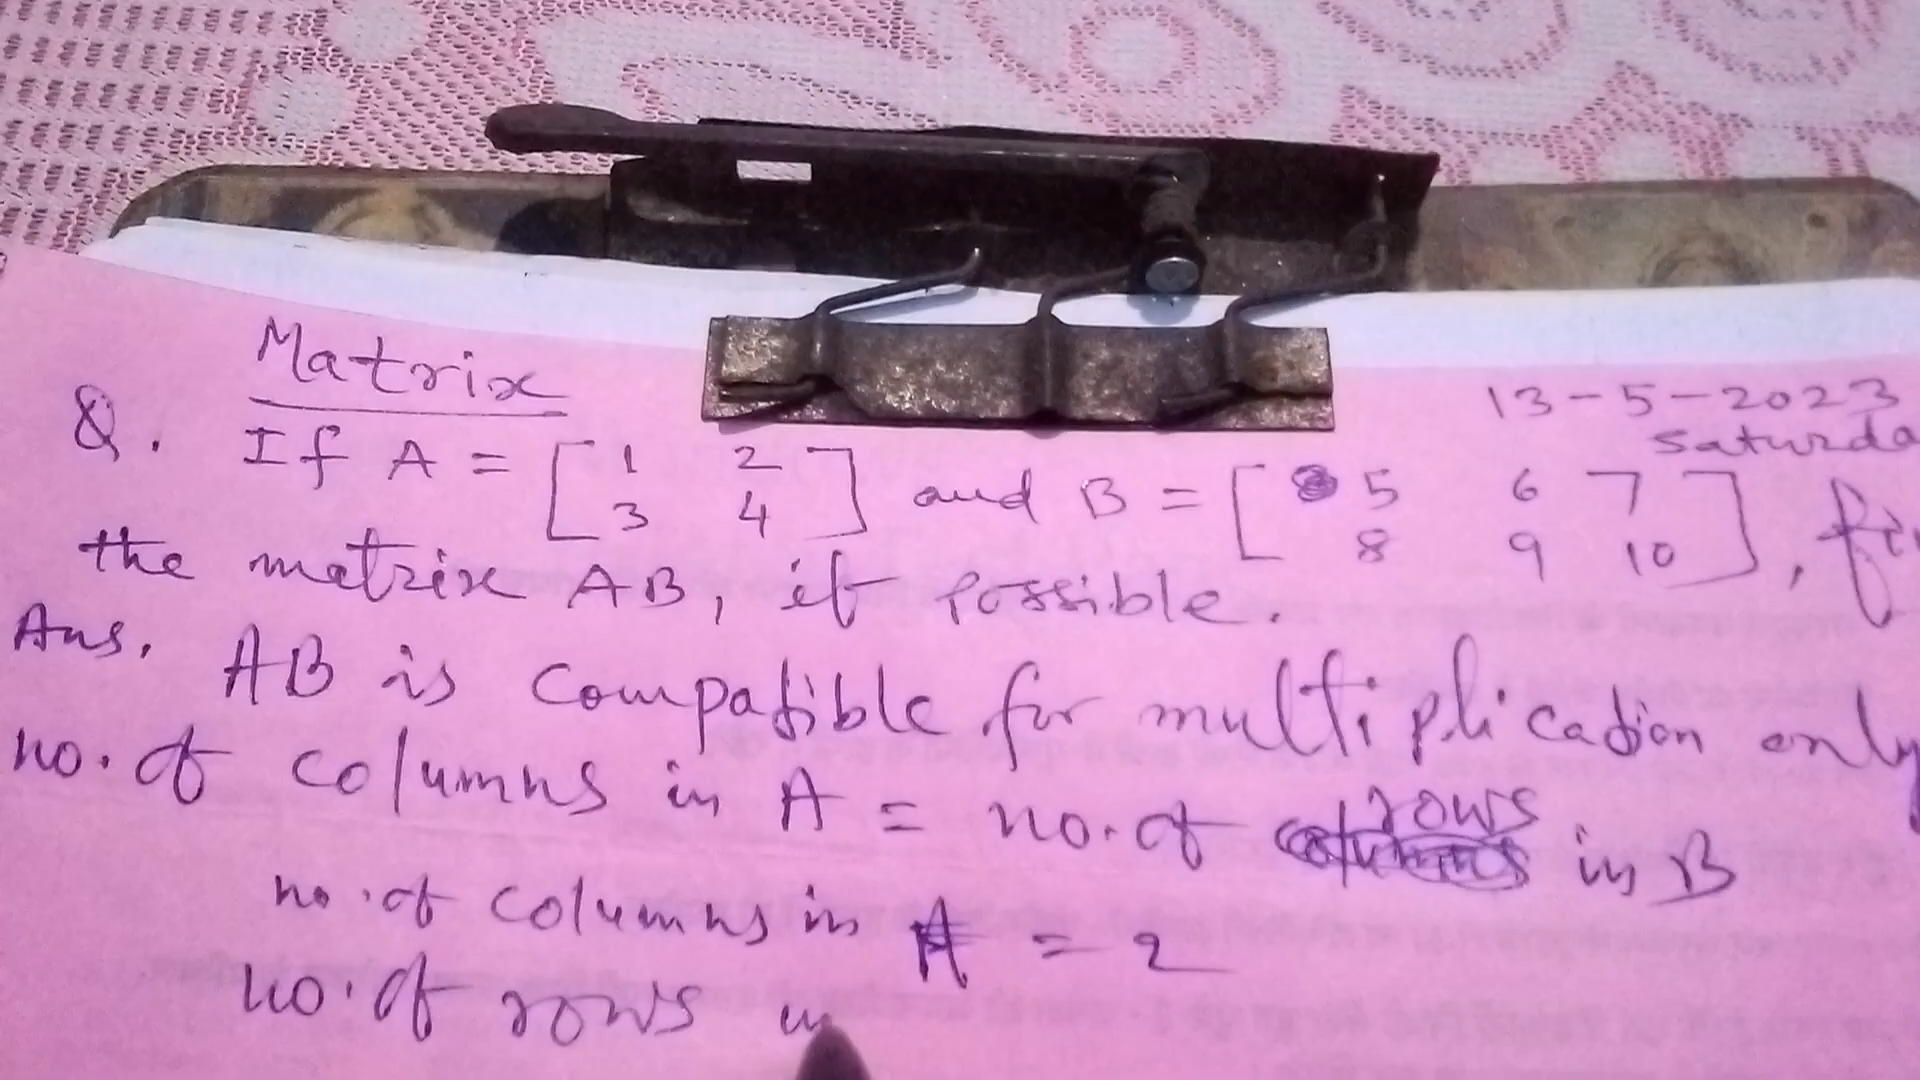 Matrix
13-5-2023
Saturda
Q. If A = [ 1 2 ] and B = [ 5 6 7 ], fi
3 4 8 9 10
the matrix AB, if possible.
Ans. AB is compatible for multiplication only
no. of columns in A = no. of rows in B
no. of columns in A = 2
no. of rows in